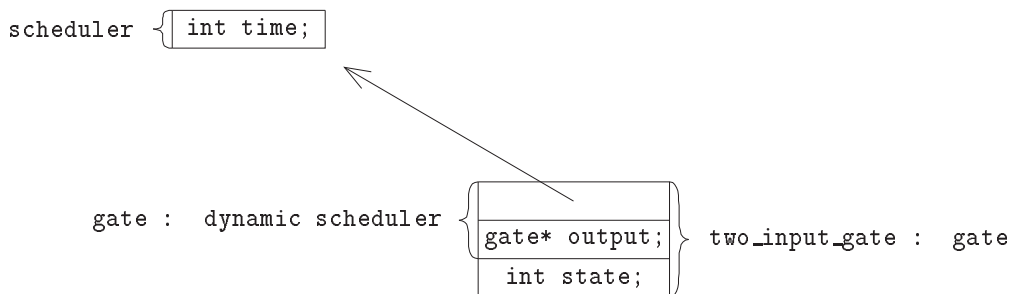 scheduler int time;
gate : dynamic scheduler
gate* output;
two_input_gate : gate
int state;